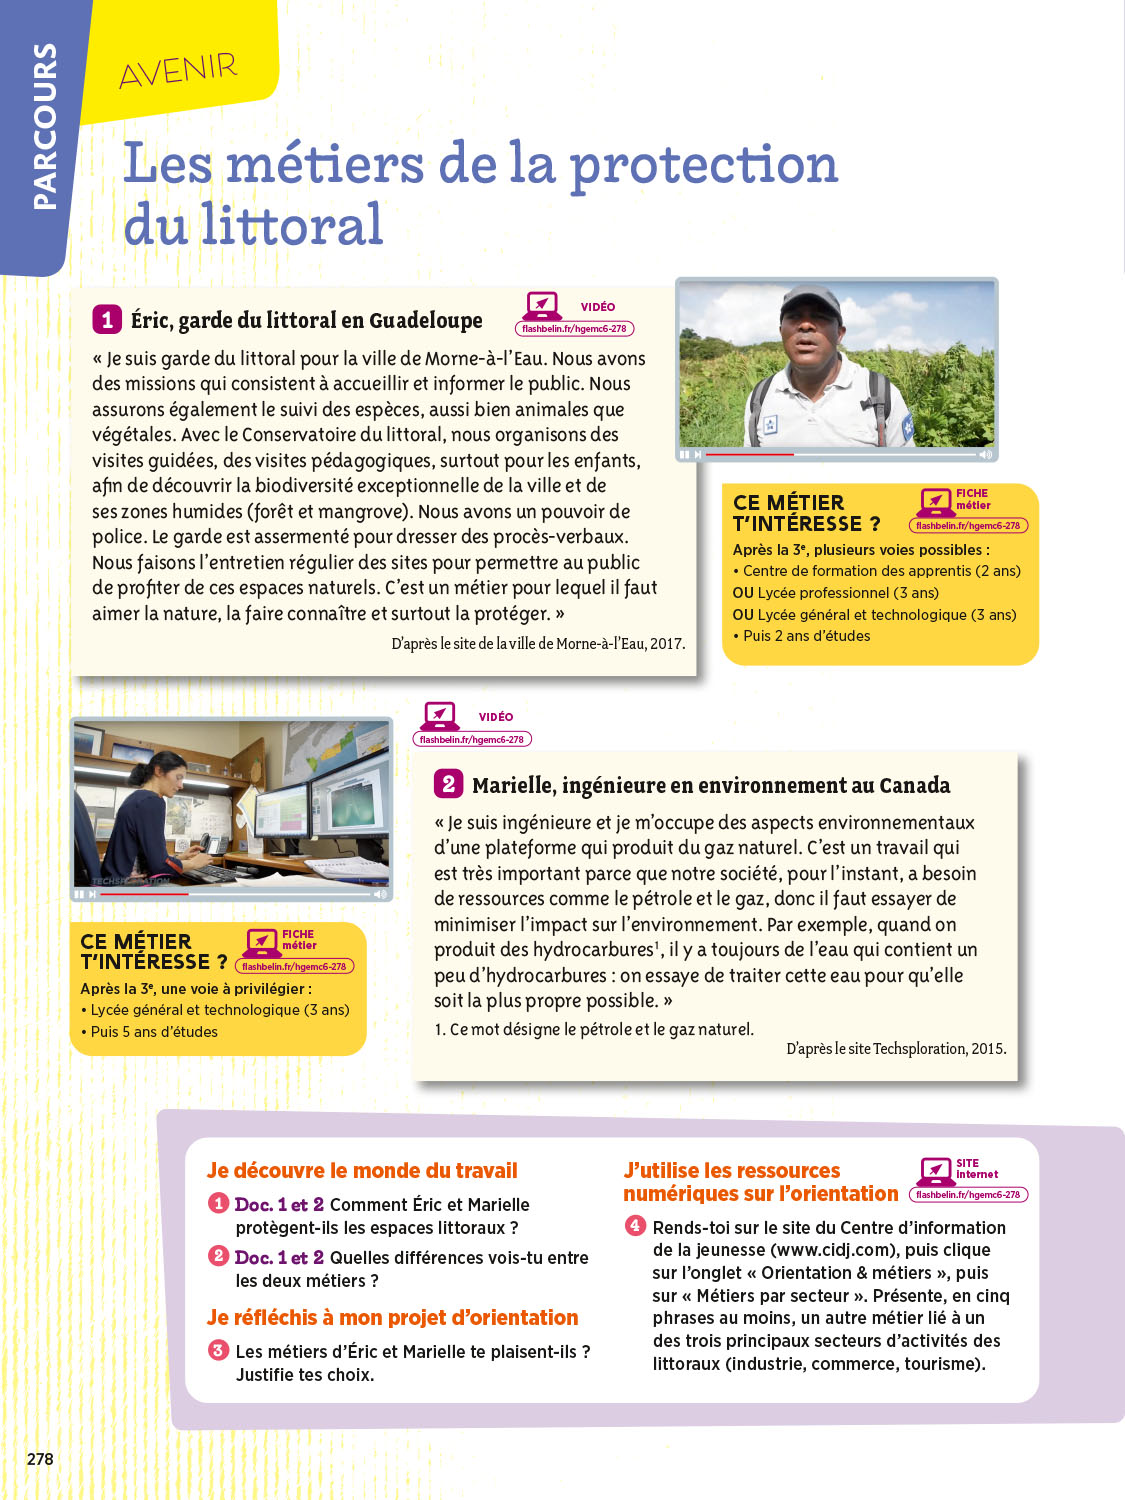 PARCOURS
AVENIR
Les métiers de la protection
du littoral
1 Éric, garde du littoral en Guadeloupe
VIDÉO
flashbelin.fr/hgemc6-278
« Je suis garde du littoral pour la ville de Morne-à-l’Eau. Nous avons
des missions qui consistent à accueillir et informer le public. Nous
assurons également le suivi des espèces, aussi bien animales que
végétales. Avec le Conservatoire du littoral, nous organisons des
visites guidées, des visites pédagogiques, surtout pour les enfants,
afin de découvrir la biodiversité exceptionnelle de la ville et de
ses zones humides (forêt et mangrove). Nous avons un pouvoir de
police. Le garde est assermenté pour dresser des procès-verbaux.
Nous faisons l’entretien régulier des sites pour permettre au public
de profiter de ces espaces naturels. C’est un métier pour lequel il faut
aimer la nature, la faire connaître et surtout la protéger. »
D’après le site de la ville de Morne-à-l’Eau, 2017.
CE MÉTIER
T’INTÉRESSE ?
FICHE
métier
flashbelin.fr/hgemc6-278
Après la 3e, plusieurs voies possibles :
• Centre de formation des apprentis (2 ans)
OU Lycée professionnel (3 ans)
OU Lycée général et technologique (3 ans)
• Puis 2 ans d’études
TECHSPLORATION
VIDÉO
flashbelin.fr/hgemc6-278
2 Marielle, ingénieure en environnement au Canada
« Je suis ingénieure et je m’occupe des aspects environnementaux
d’une plateforme qui produit du gaz naturel. C’est un travail qui
est très important parce que notre société, pour l’instant, a besoin
de ressources comme le pétrole et le gaz, donc il faut essayer de
minimiser l’impact sur l’environnement. Par exemple, quand on
produit des hydrocarbures1, il y a toujours de l’eau qui contient un
peu d’hydrocarbures : on essaye de traiter cette eau pour qu’elle
soit la plus propre possible. »
1. Ce mot désigne le pétrole et le gaz naturel.
D’après le site Techsploration, 2015.
CE MÉTIER
T’INTÉRESSE ?
FICHE
métier
flashbelin.fr/hgemc6-278
Après la 3e, une voie à privilégier :
• Lycée général et technologique (3 ans)
• Puis 5 ans d’études
Je découvre le monde du travail
1 Doc. 1 et 2 Comment Éric et Marielle
protègent-ils les espaces littoraux ?
2 Doc. 1 et 2 Quelles différences vois-tu entre
les deux métiers ?
Je réfléchis à mon projet d’orientation
3 Les métiers d’Éric et Marielle te plaisent-ils ?
Justifie tes choix.
J’utilise les ressources
numériques sur l’orientation
SITE
internet
flashbelin.fr/hgemc6-278
4 Rends-toi sur le site du Centre d’information
de la jeunesse (www.cidj.com), puis clique
sur l’onglet « Orientation & métiers », puis
sur « Métiers par secteur ». Présente, en cinq
phrases au moins, un autre métier lié à un
des trois principaux secteurs d’activités des
littoraux (industrie, commerce, tourisme).
278